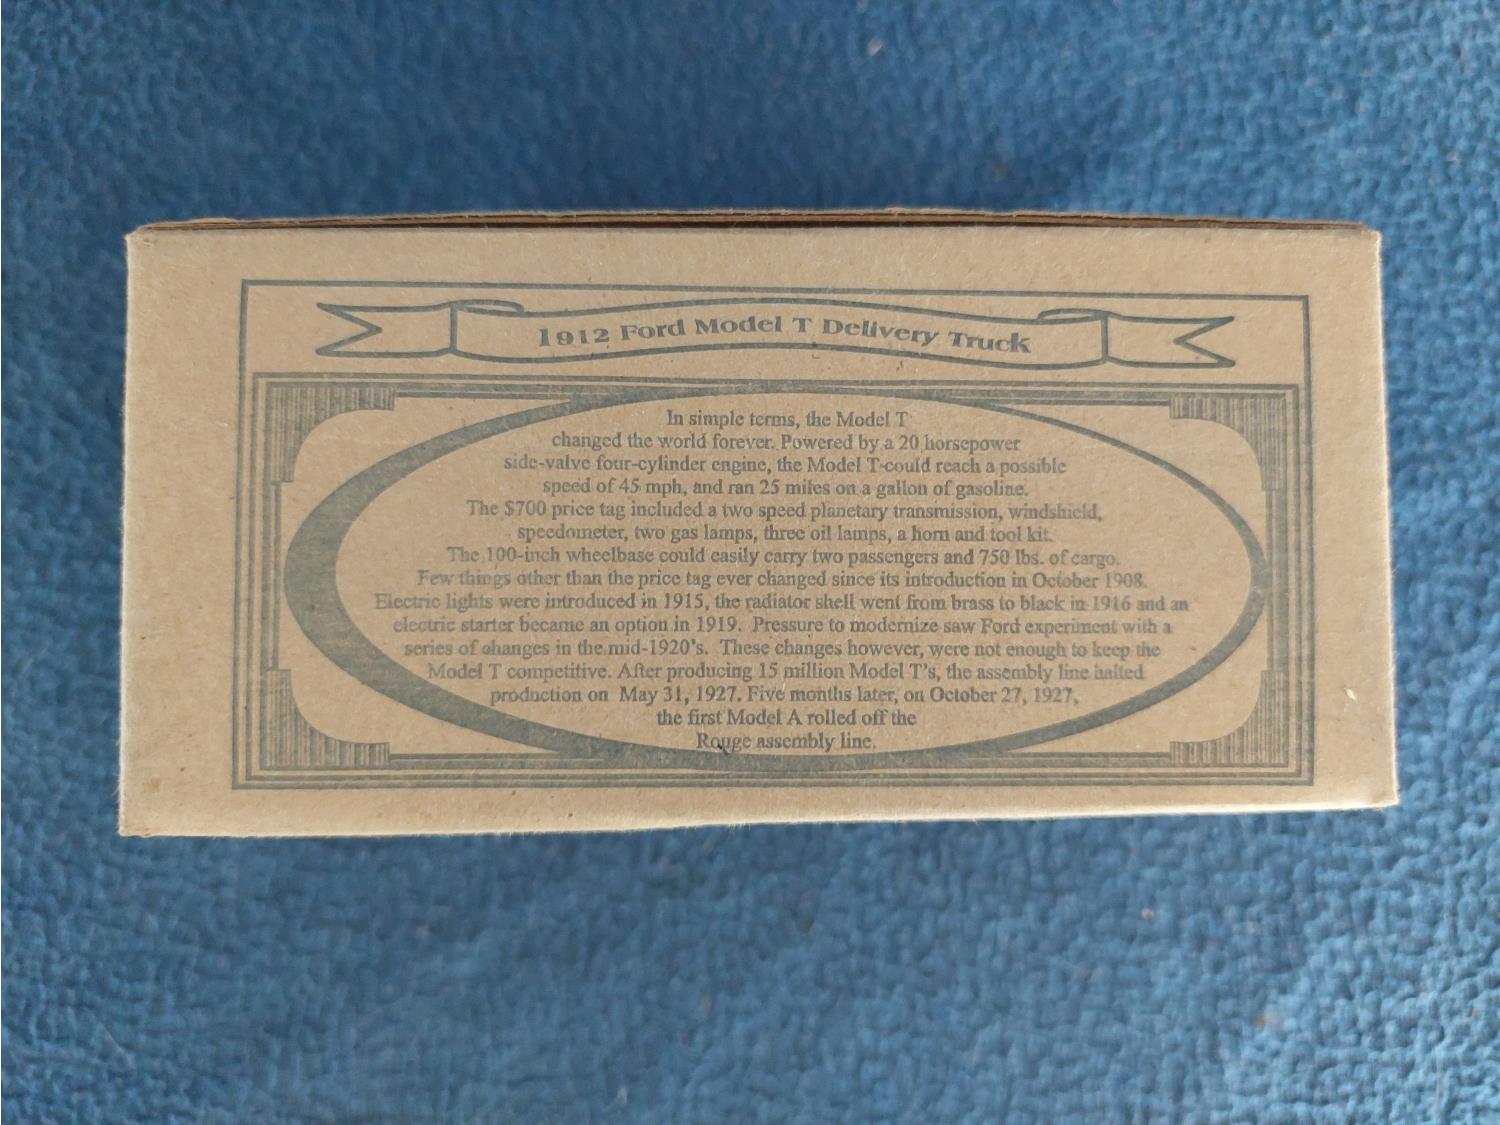 1912 Ford Model T Delivery Truck
In simple terms, the Model T
changed the world forever. Powered by a 20 horsepower
side-valve four-cylinder engine, the Model T could reach a possible
speed of 45 mph, and ran 25 miles on a gallon of gasoline.
The $700 price tag included a two speed planetary transmission, windshield,
speedometer, two gas lamps, three oil lamps, a horn and tool kit.
The 100-inch wheelbase could easily carry two passengers and 750 lbs. of cargo.
Few things other than the price tag ever changed since its introduction in October 1908.
Electric lights were introduced in 1915, the radiator shell went from brass to black in 1916 and an
electric starter became an option in 1919. Pressure to modernize saw Ford experiment with a
series of changes in the mid-1920's. These changes however, were not enough to keep the
Model T competitive. After producing 15 million Model T's, the assembly line halted
production on May 31, 1927. Five months later, on October 27, 1927,
the first Model A rolled off the
Rouge assembly line.